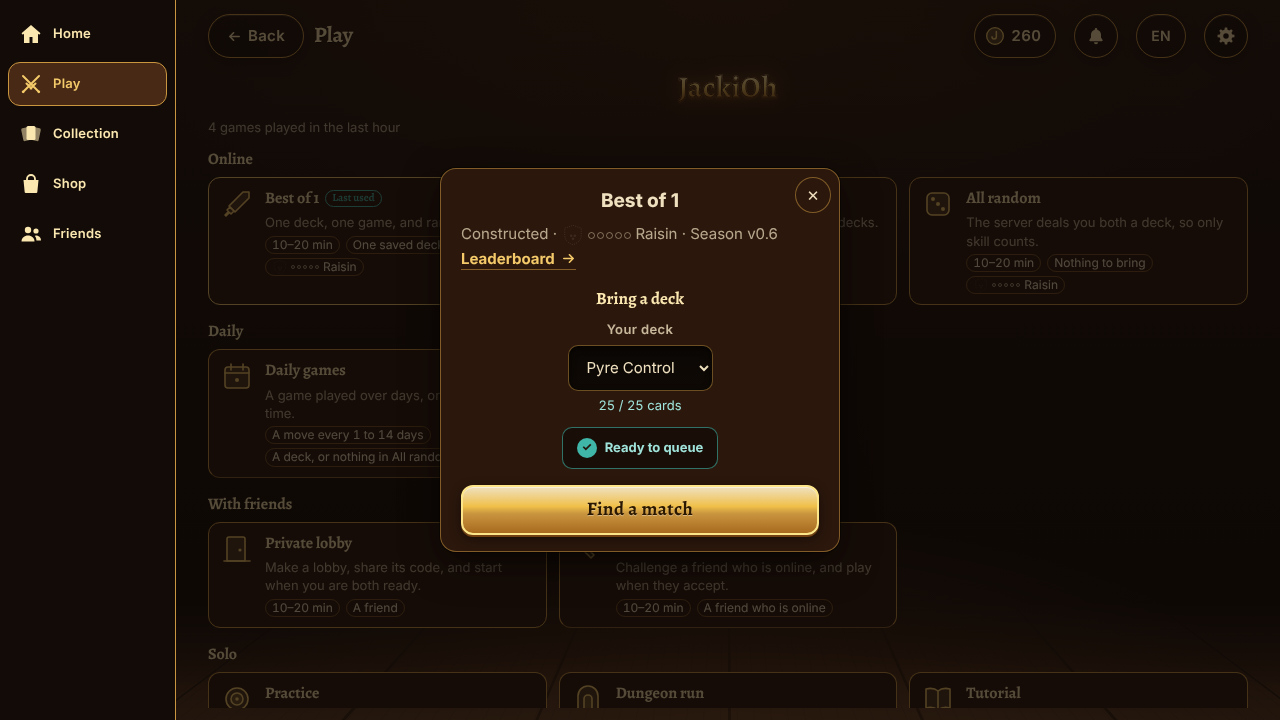 Home
Play
Collection
Shop
Friends
← Back
Play
260
EN
JackiOh
4 games played in the last hour
Online
Best of 1
Last used
One deck, one game, and
10–20 min
One saved
Raisin
decks.
All random
The server deals you both a deck, so only
skill counts.
10–20 min
Nothing to bring
Raisin
Best of 1
×
Constructed · Raisin · Season v0.6
Leaderboard →
Bring a deck
Your deck
Pyre Control
25 / 25 cards
Ready to queue
Find a match
Daily
Daily games
A game played over days,
time.
A move every 1 to 14 days
A deck, or nothing in All
With friends
Private lobby
Make a lobby, share its code, and start
when you are both ready.
10–20 min
A friend
Challenge a friend who is online, and play
when they accept.
10–20 min
A friend who is online
Solo
Practice
Dungeon run
Tutorial